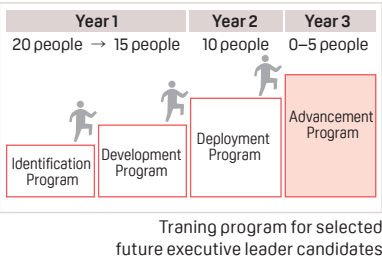 Year 1 Year 2 Year 3
20 people → 15 people 10 people 0–5 people
Identification
Program
Development
Program
Deployment
Program
Advancement
Program
Traning program for selected
future executive leader candidates